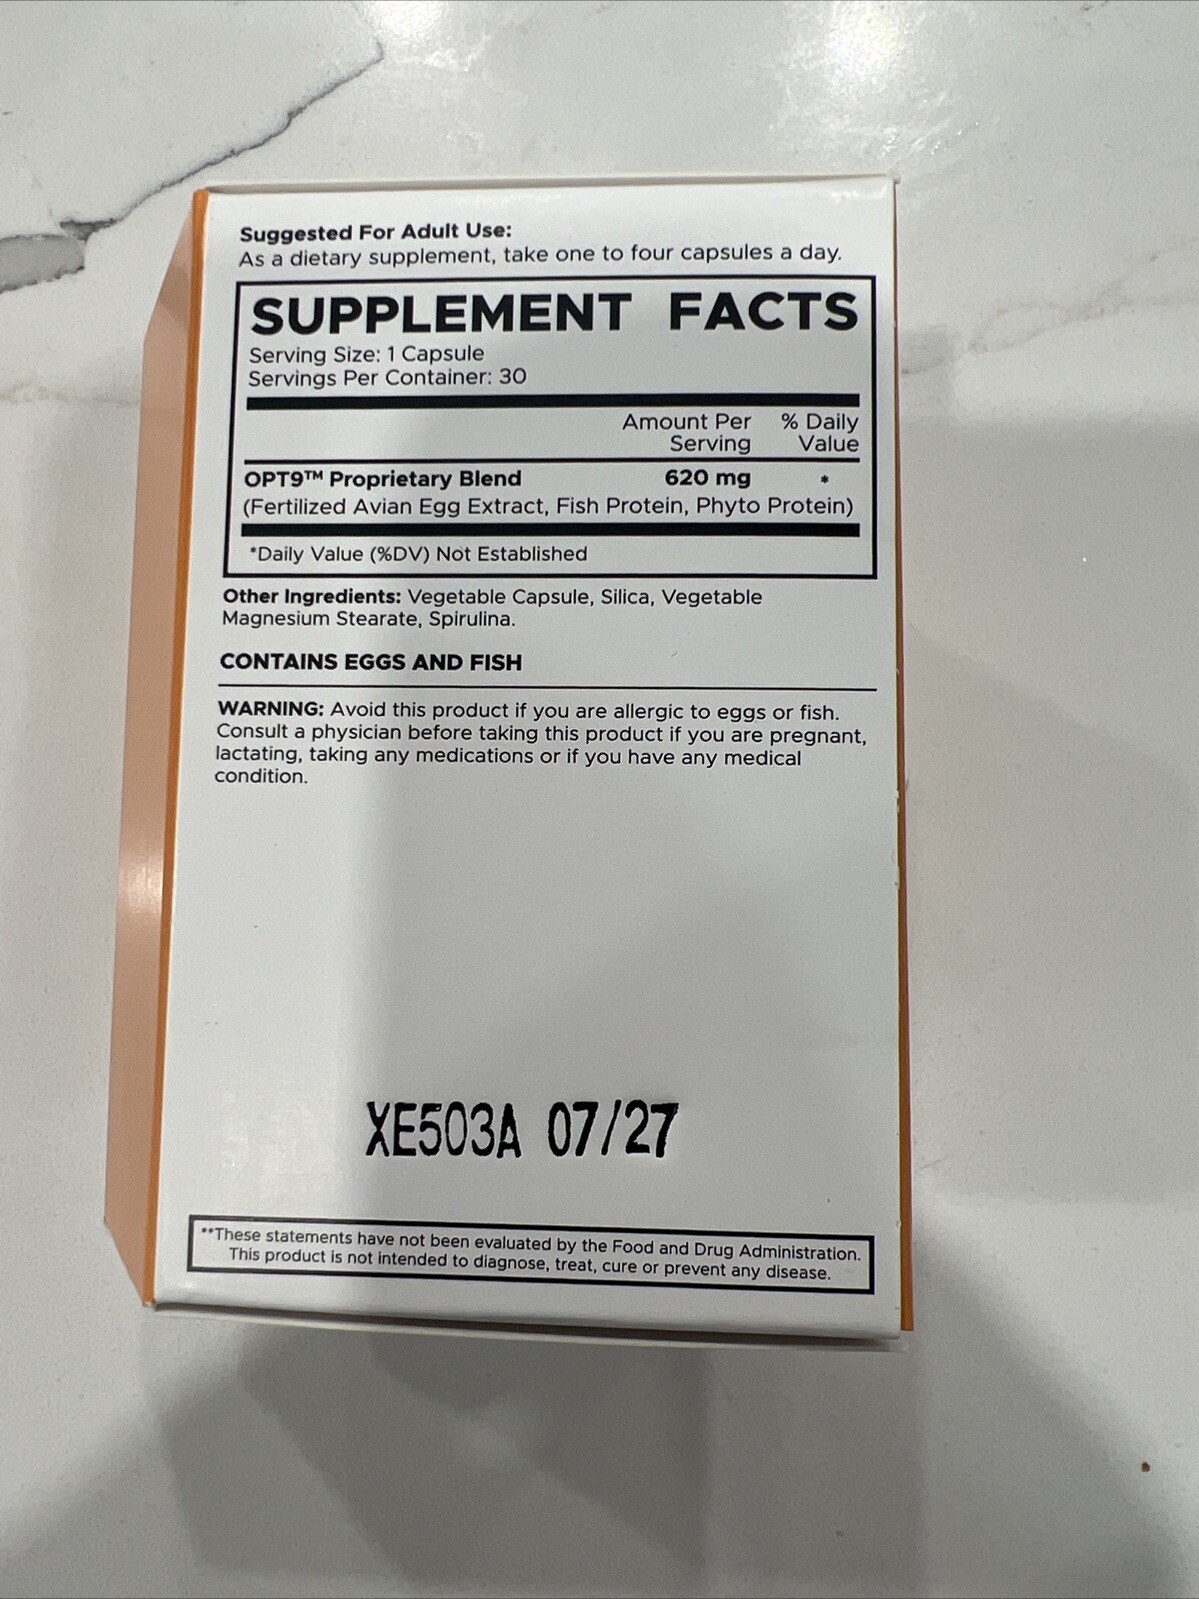 Suggested For Adult Use:
As a dietary supplement, take one to four capsules a day.
SUPPLEMENT FACTS
Serving Size: 1 Capsule
Servings Per Container: 30
Amount Per % Daily
Serving Value
OPT9™ Proprietary Blend 620 mg *
(Fertilized Avian Egg Extract, Fish Protein, Phyto Protein)
*Daily Value (%DV) Not Established
Other Ingredients: Vegetable Capsule, Silica, Vegetable
Magnesium Stearate, Spirulina.
CONTAINS EGGS AND FISH
WARNING: Avoid this product if you are allergic to eggs or fish.
Consult a physician before taking this product if you are pregnant,
lactating, taking any medications or if you have any medical
condition.
XE503A 07/27
**These statements have not been evaluated by the Food and Drug Administration.
This product is not intended to diagnose, treat, cure or prevent any disease.